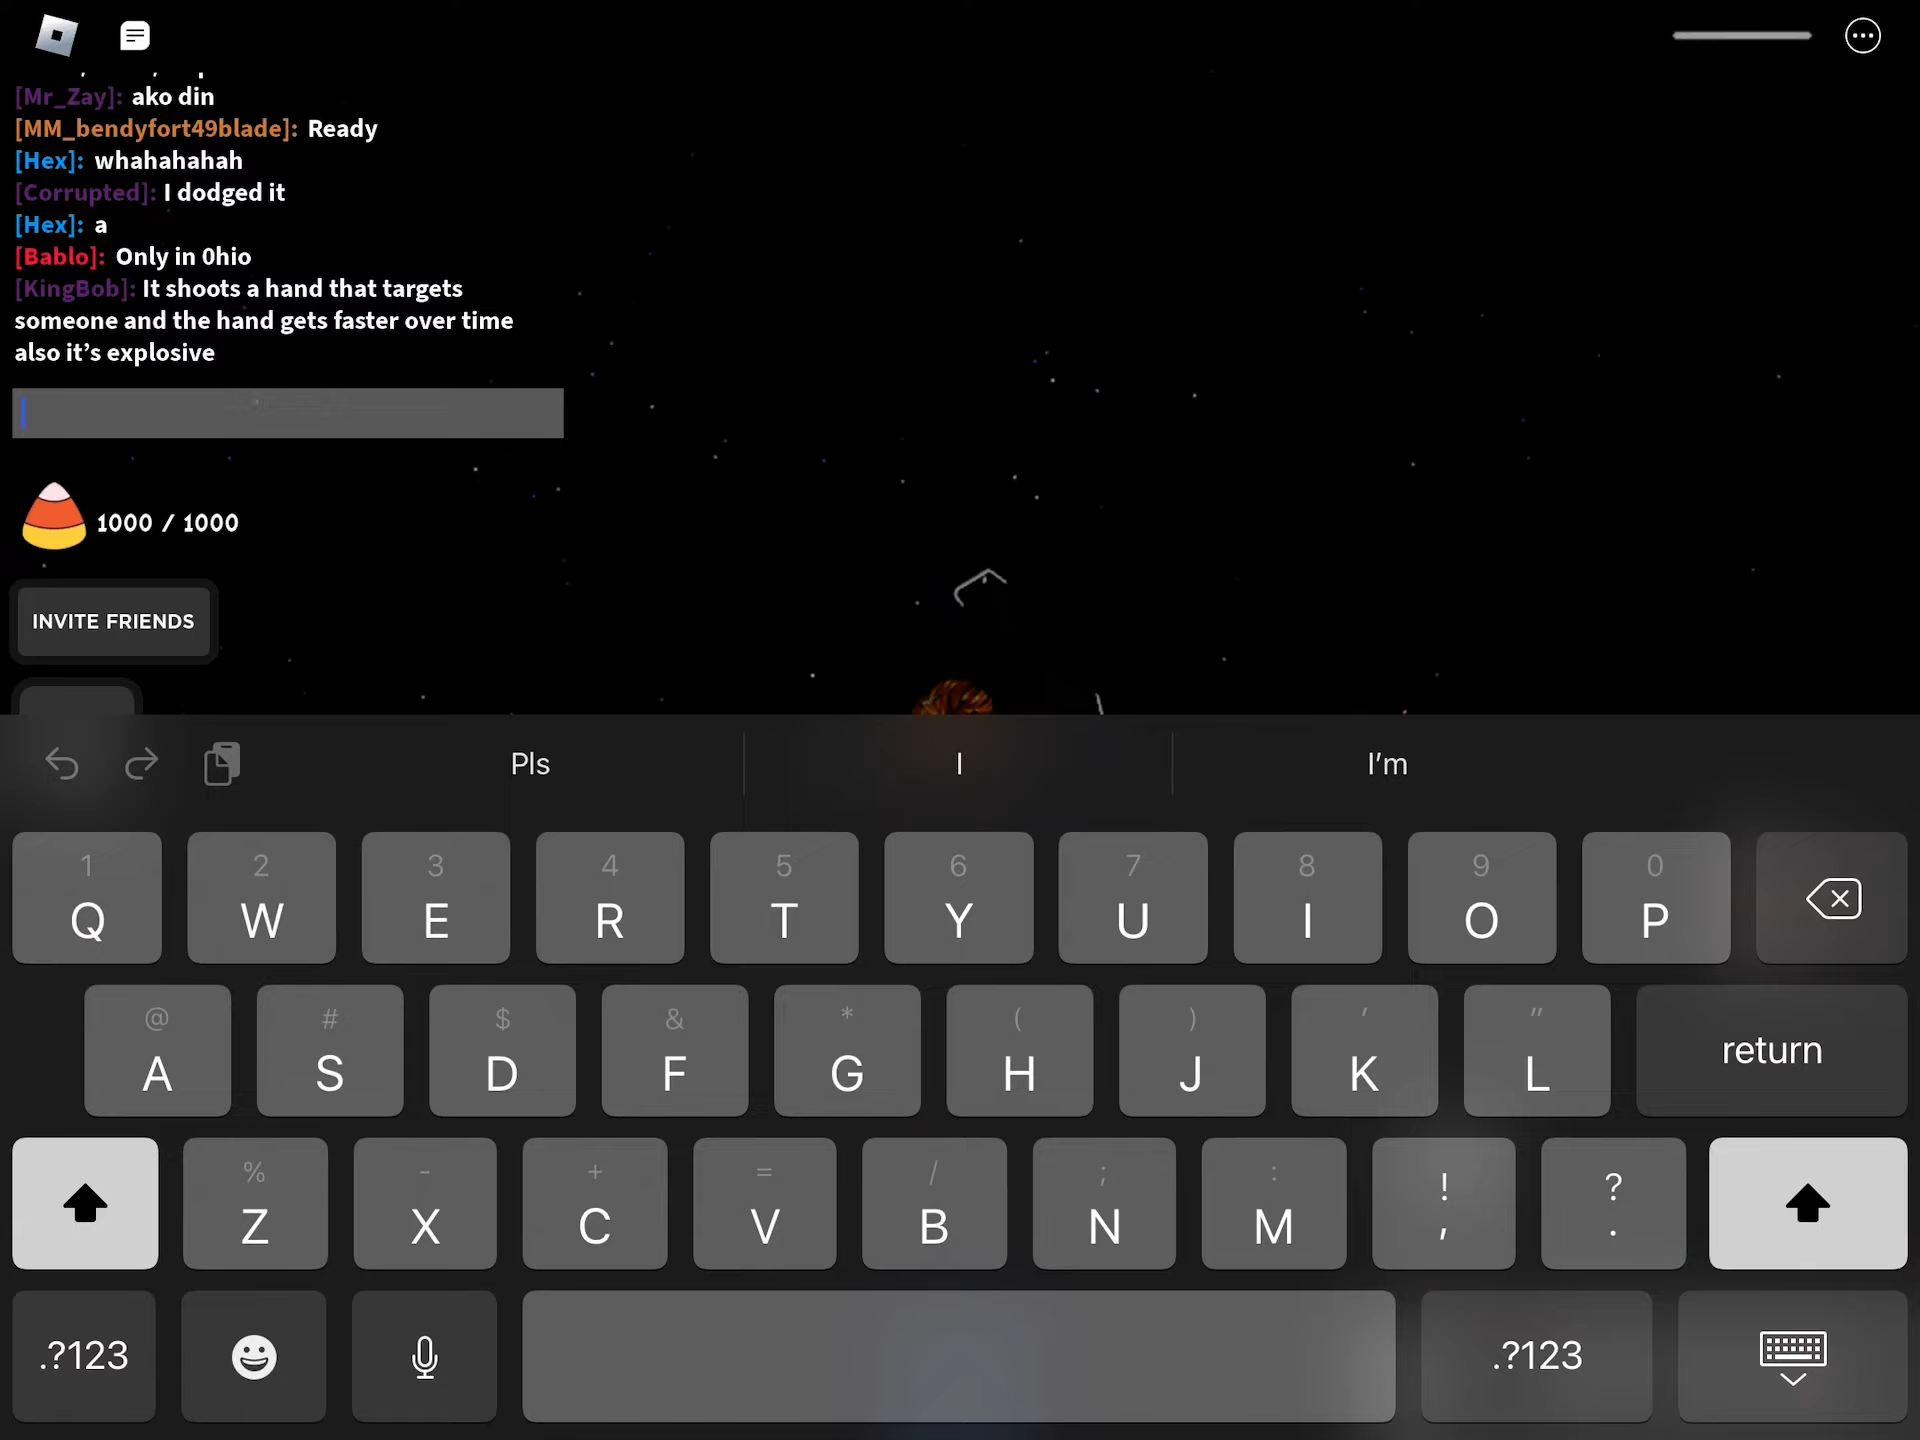 [Mr_Zay]: ako din
[MM_bendyfort49blade]: Ready
[Hex]: whahahahah
[Corrupted]: I dodged it
[Hex]: a
[Bablo]: Only in 0hio
[KingBob]: It shoots a hand that targets
someone and the hand gets faster over time
also it’s explosive
1000 / 1000
INVITE FRIENDS
Pls I I’m
1 2 3 4 5 6 7 8 9 0
Q W E R T Y U I O P
@ # $ & * ( ) ' "
A S D F G H J K L return
% - + = / ; : ! ?
Z X C V B N M , .
.?123 .?123